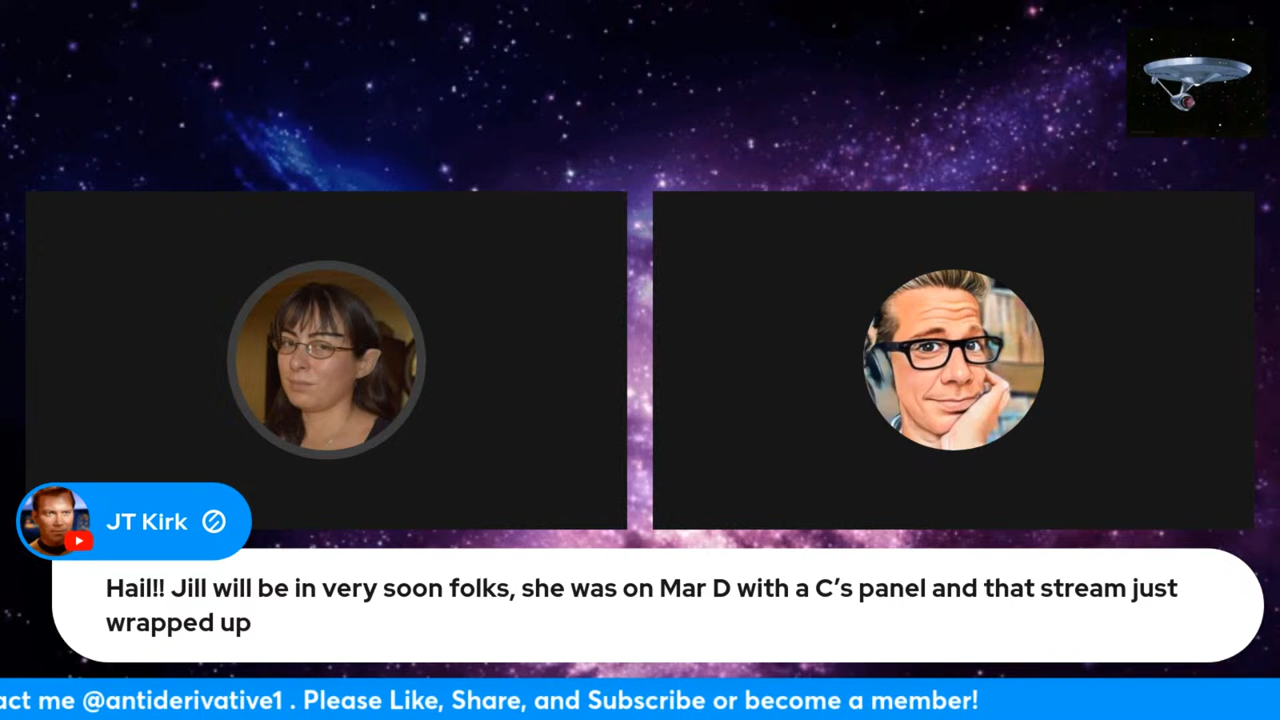 JT Kirk
Hail!! Jill will be in very soon folks, she was on Mar D with a C’s panel and that stream just
wrapped up
act me @antiderivative1 . Please Like, Share, and Subscribe or become a member!